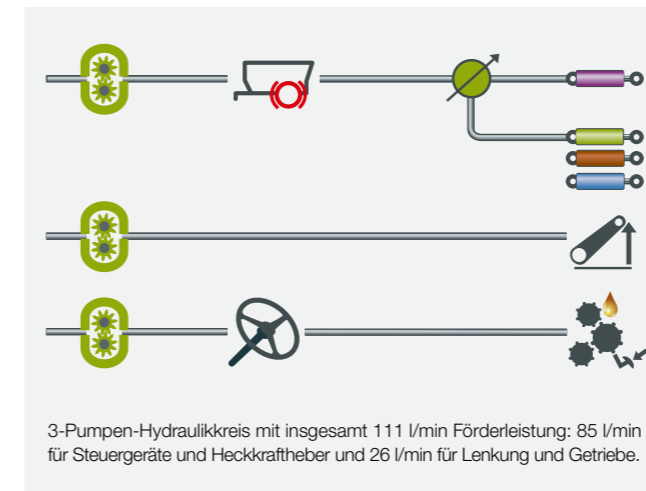 3-Pumpen-Hydraulikkreis mit insgesamt 111 l/min Förderleistung: 85 l/min
für Steuergeräte und Heckkraftheber und 26 l/min für Lenkung und Getriebe.